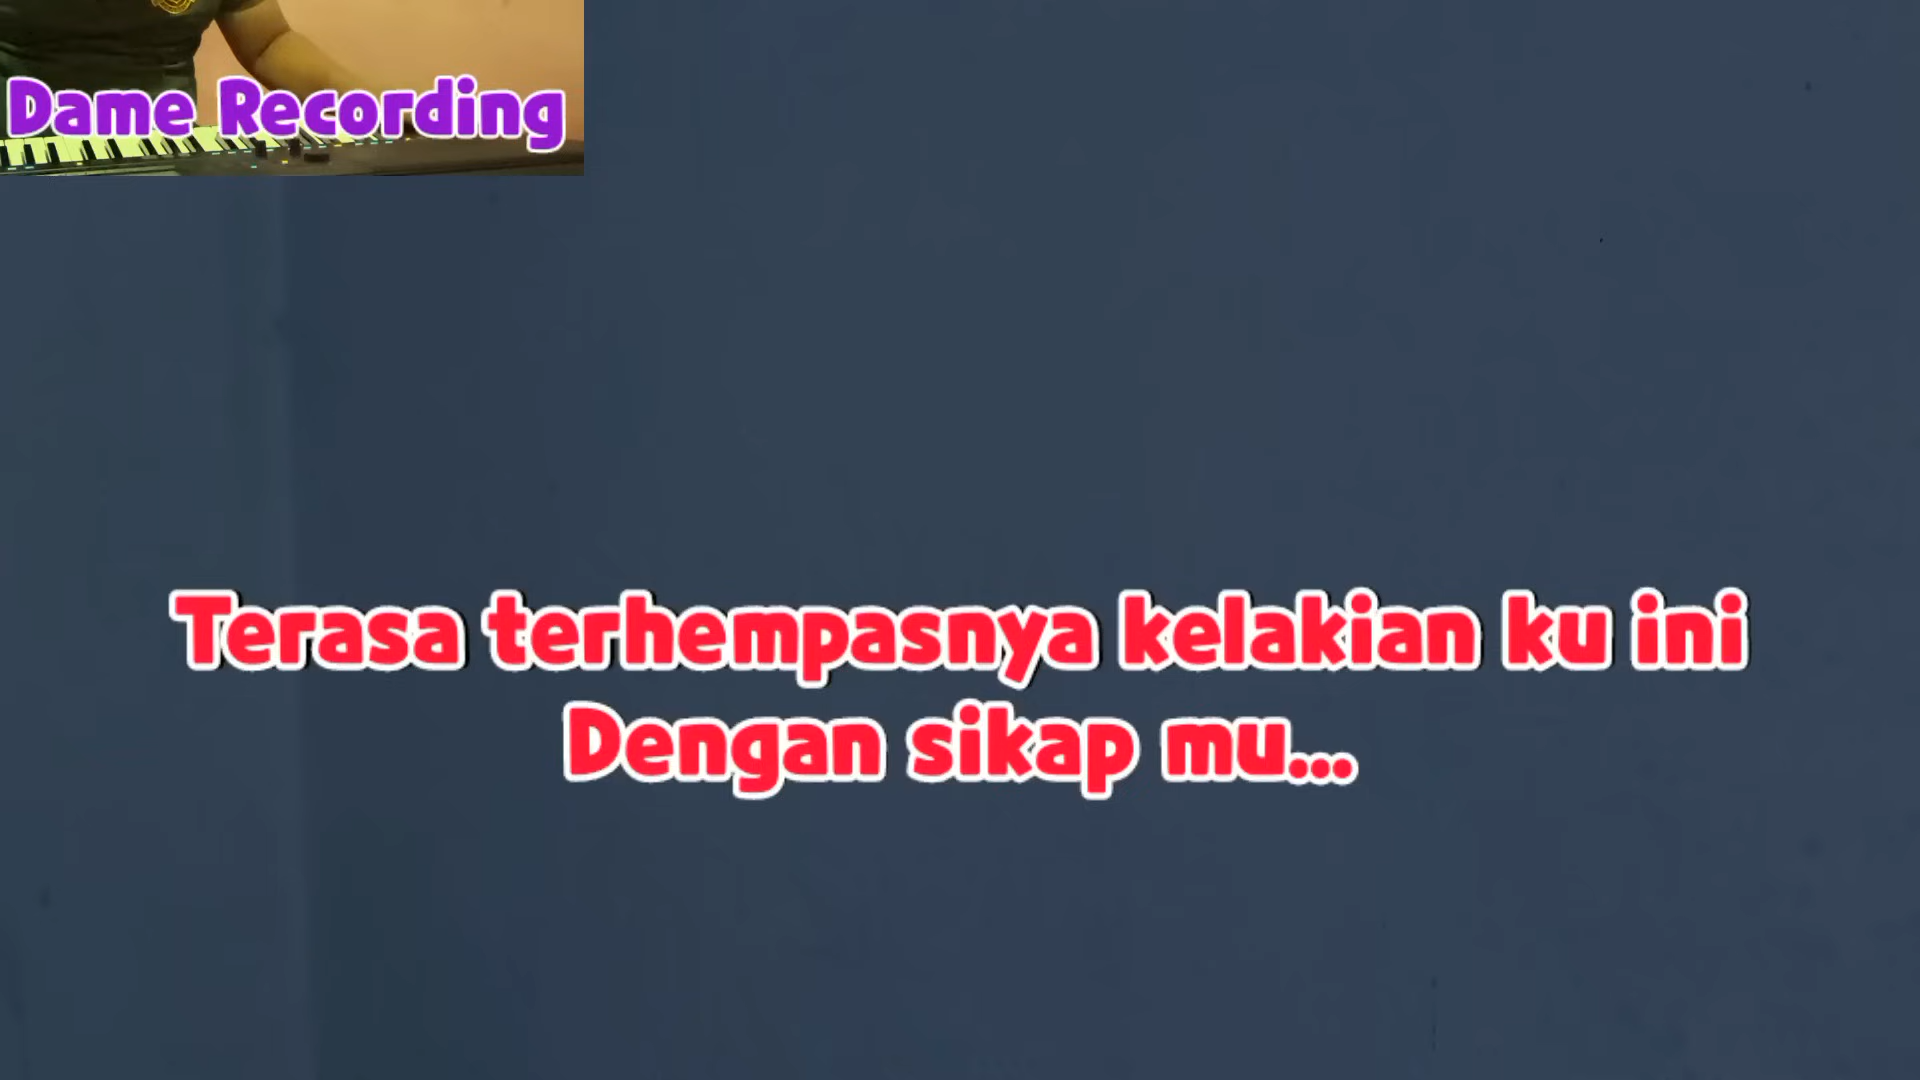 Dame Recording
Terasa terhempasnya kelakian ku ini
Dengan sikap mu...